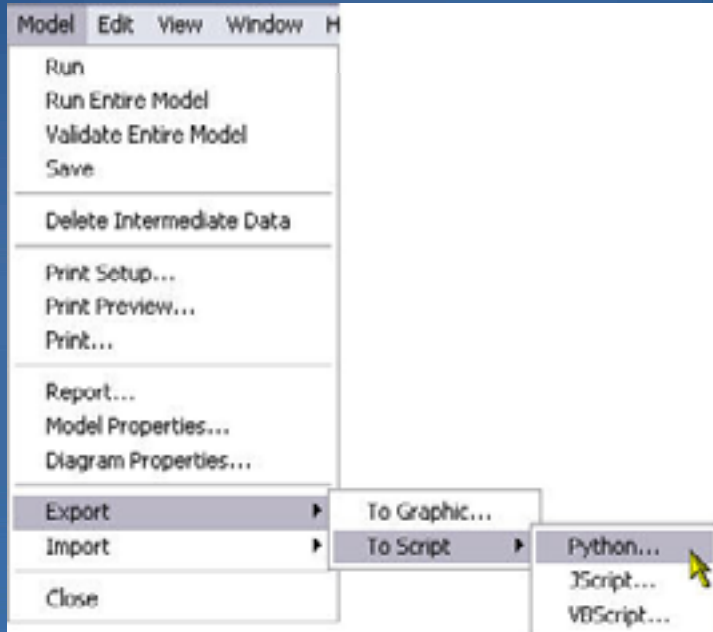 Model Edit View Window H
Run
Run Entire Model
Validate Entire Model
Save
Delete Intermediate Data
Print Setup...
Print Preview...
Print...
Report...
Model Properties...
Diagram Properties...
Export To Graphic...
Import To Script Python...
JScript...
Close VBScript...